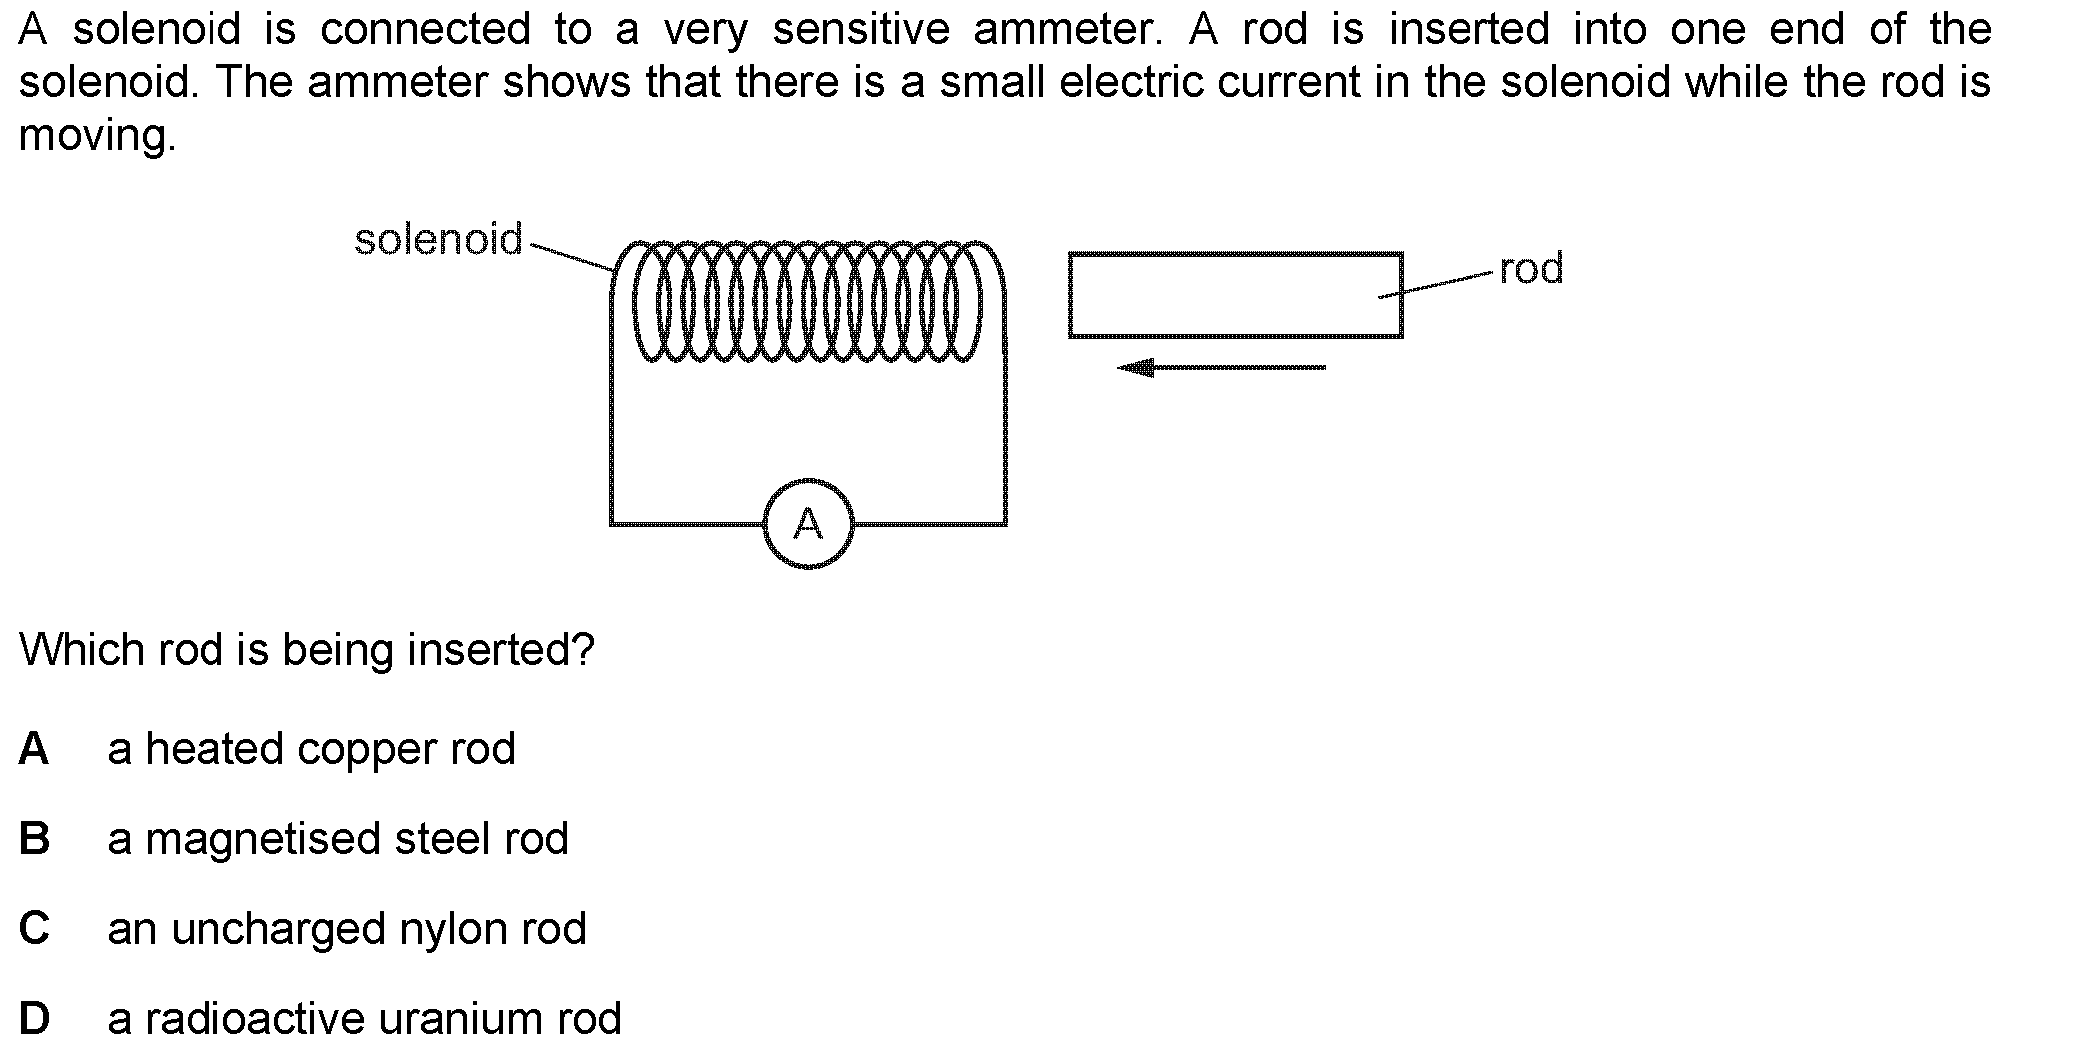 A solenoid is connected to a very sensitive ammeter. A rod is inserted into one end of the
solenoid. The ammeter shows that there is a small electric current in the solenoid while the rod is
moving.
solenoid
rod
A
Which rod is being inserted?
A a heated copper rod
B a magnetised steel rod
C an uncharged nylon rod
D a radioactive uranium rod